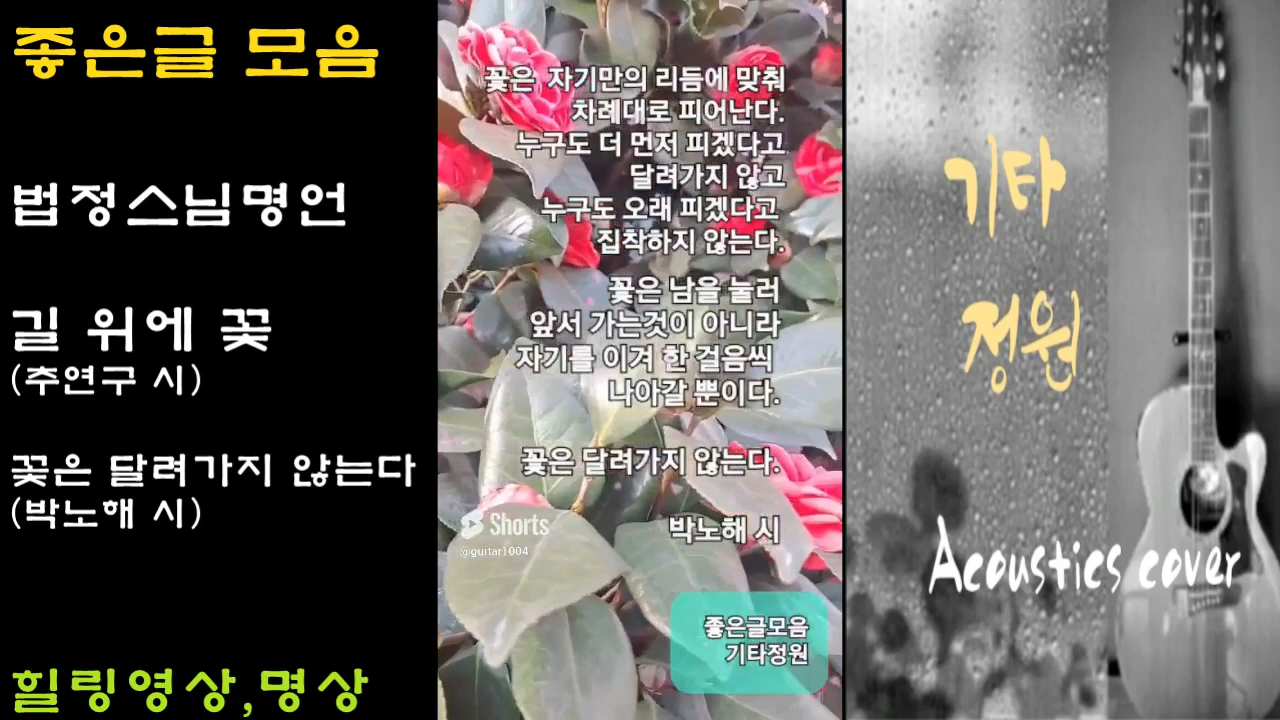 좋은글 모음
법정스님명언
길 위에 꽃
(추연구 시)
꽃은 달려가지 않는다
(박노해 시)
힐링영상,명상
꽃은 자기만의 리듬에 맞춰
차례대로 피어난다.
누구도 더 먼저 피겠다고
달려가지 않고
누구도 오래 피겠다고
집착하지 않는다.
꽃은 남을 눌러
앞서 가는것이 아니라
자기를 이겨 한 걸음씩
나아갈 뿐이다.
꽃은 달려가지 않는다.
박노해 시
Shorts
@guitar1004
좋은글모음
기타정원
기타
정원
Acoustics cover